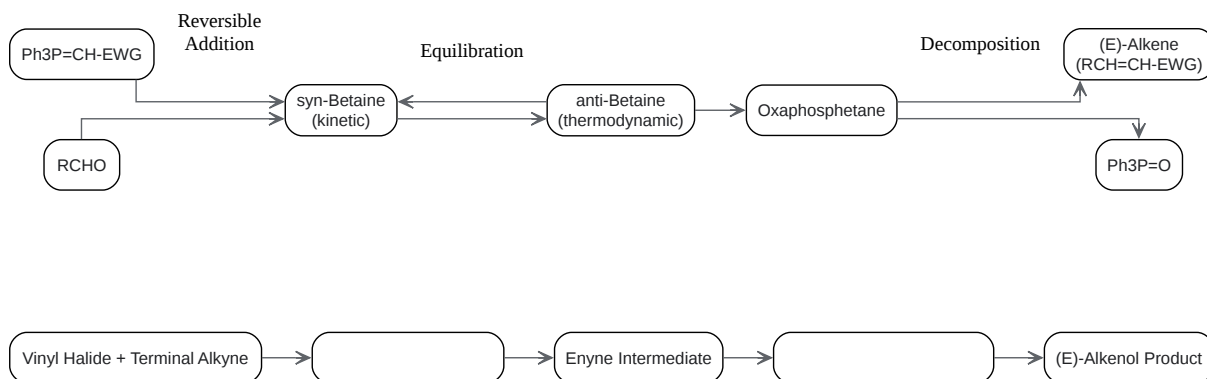 Reversible
Addition
Ph3P=CH-EWG
Equilibration
Decomposition
(E)-Alkene
(RCH=CH-EWG)
syn-Betaine
(kinetic)
anti-Betaine
(thermodynamic)
Oxaphosphetane
RCHO
Ph3P=O
Vinyl Halide + Terminal Alkyne
Enyne Intermediate
(E)-Alkenol Product